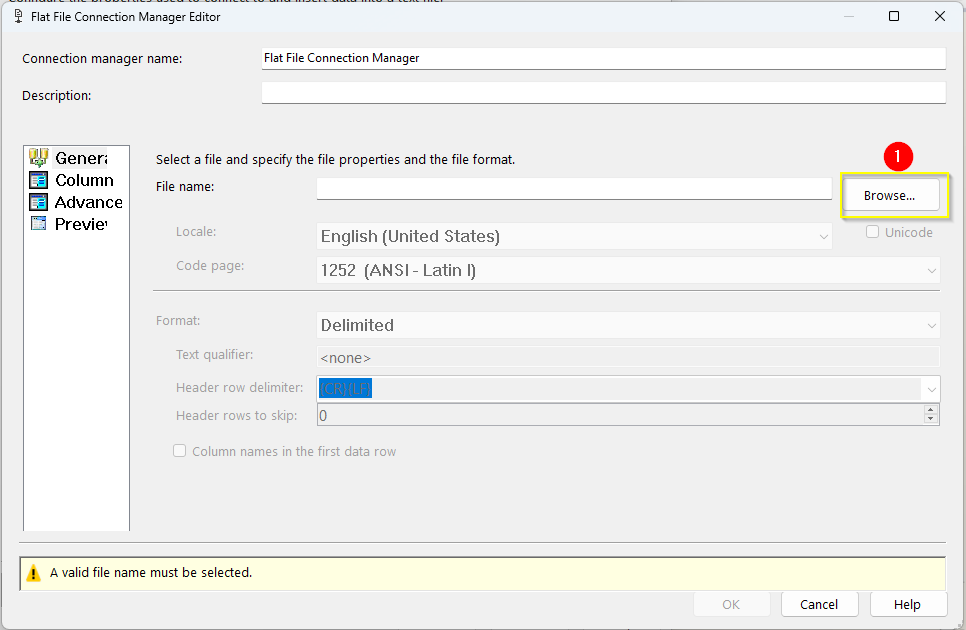 Flat File Connection Manager Editor
Connection manager name: Flat File Connection Manager
Description:
Select a file and specify the file properties and the file format.
1
File name: Browse...
Genera
Column
Advance
Preview
Locale: English (United States) Unicode
Code page: 1252 (ANSI - Latin I)
Format: Delimited
Text qualifier: <none>
Header row delimiter: {CR}{LF}
Header rows to skip: 0
Column names in the first data row
A valid file name must be selected.
OK Cancel Help